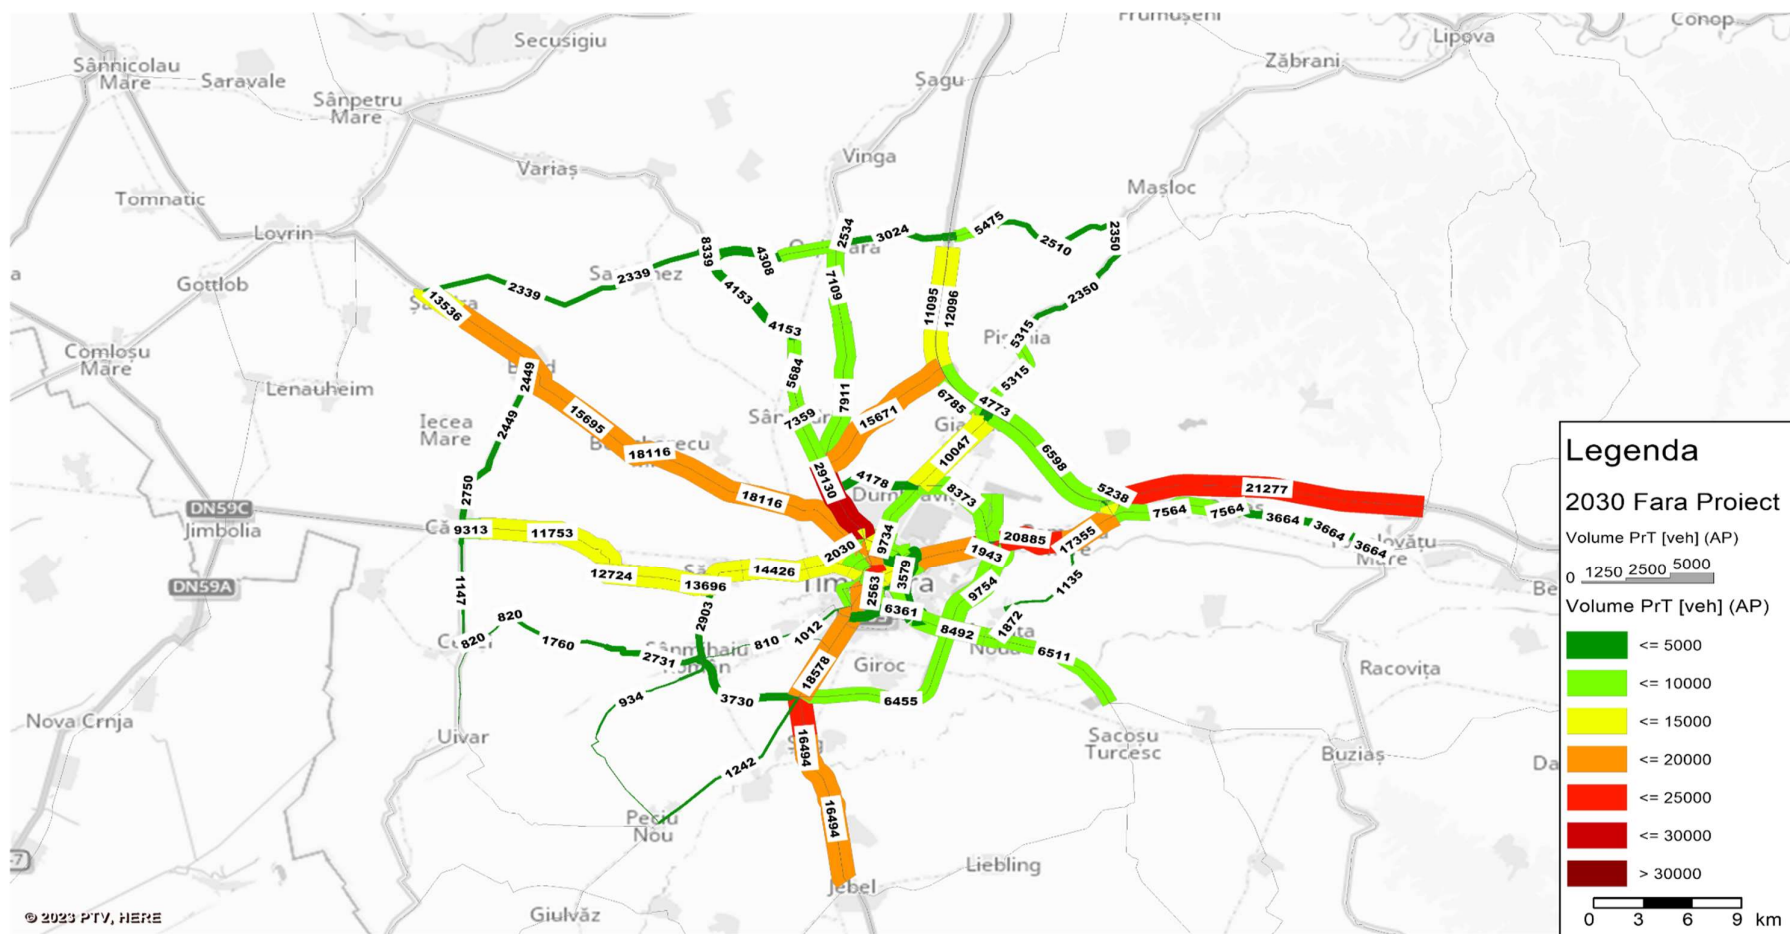 Frumușeni
Conop
Secusigiu
Lipova
Sânnicolau
Mare
Saravale
Zăbrani
Șagu
Sânpetru
Mare
Vinga
Variaș
Mașloc
Tomnatic
Lovrin
2534
3024
5475
2350
2510
8339
4308
2339
2339
Gottlob
4153
7109
2350
13536
11095
12096
4153
5315
Comloșu
Mare
Lenauheim
2449
5684
5315
7911
6785
4773
15671
7359
2449
15695
Iecea
Mare
18116
10047
6598
29130
4178
8373
2750
18116
5238
21277
DN59C
Jimbolia
7564
7564
3664
3664
3664
9313
11753
9734
20885
17355
2030
1943
14426
12724
13696
3579
DN59A
1147
2563
9754
1135
2903
6361
820
820
1760
1012
810
8492
1872
2731
6511
Giroc
18578
Racovița
934
3730
6455
Nova Crnja
Uivar
16494
Sacoșu
Turcesc
Buziaș
1242
Peciu
Nou
16494
Liebling
Jebel
Giulvăz
© 2023 PTV, HERE
Legenda
2030 Fara Proiect
Volume PrT [veh] (AP)
0 1250 2500 5000
Volume PrT [veh] (AP)
<= 5000
<= 10000
<= 15000
<= 20000
<= 25000
<= 30000
> 30000
0 3 6 9 km